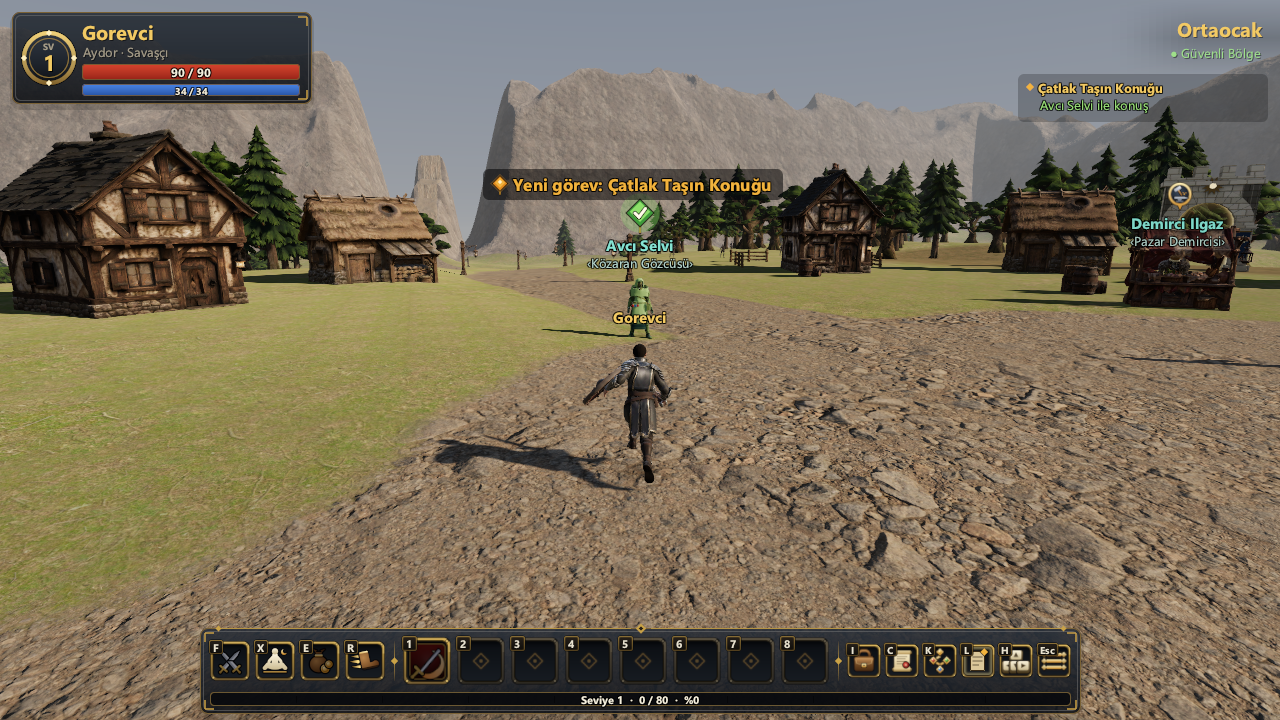 SV
1
Gorevci
Aydor · Savaşçı
90 / 90
34 / 34
Ortaocak
Güvenli Bölge
Çatlak Taşın Konuğu
Avcı Selvi ile konuş
Yeni görev: Çatlak Taşın Konuğu
Avcı Selvi
‹Közaran Gözcüsü›
Demirci Ilgaz
‹Pazar Demircisi›
Gorevci
F X E R 1 2 3 4 5 6 7 8 I C K L H Esc
Seviye 1 · 0 / 80 · %0